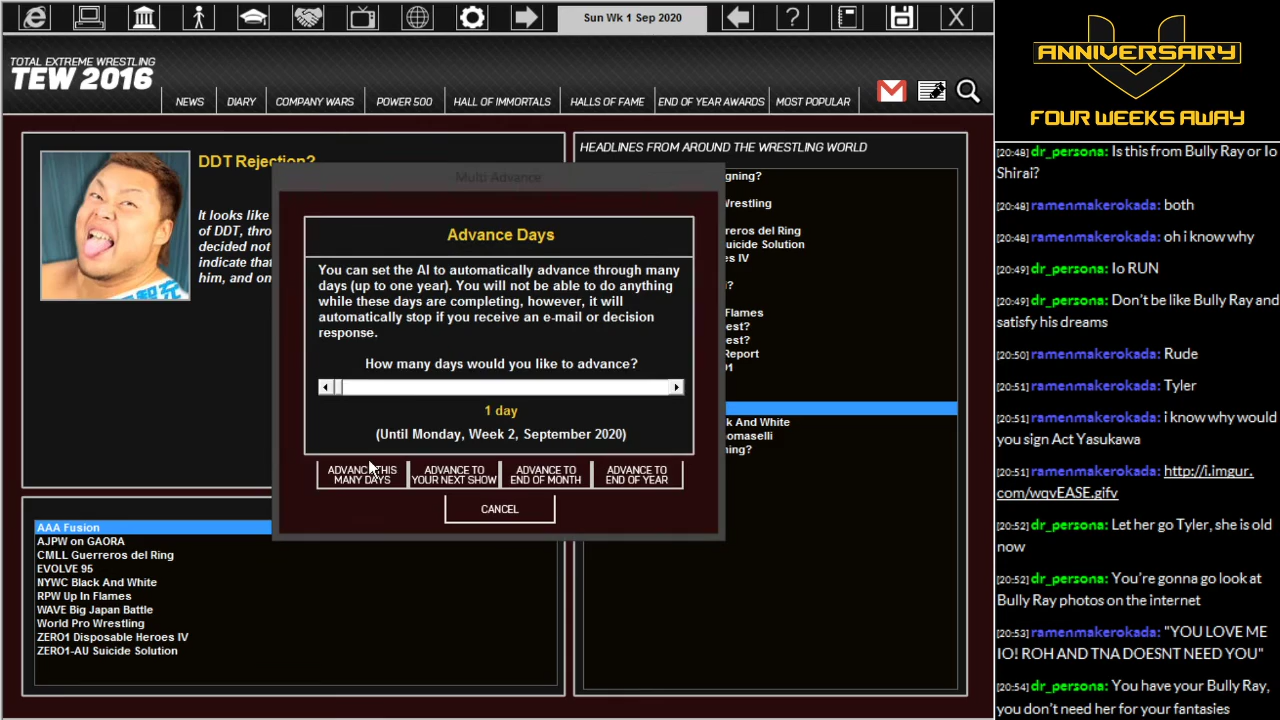 Sun Wk 1 Sep 2020
?
X
TOTAL EXTREME WRESTLING
TEW 2016
NEWS
DIARY
COMPANY WARS
POWER 500
HALL OF IMMORTALS
HALLS OF FAME
END OF YEAR AWARDS
MOST POPULAR
DDT Rejection?
It looks like
of DDT, thro
decided not
indicate that
him, and on
HEADLINES FROM AROUND THE WRESTLING WORLD
gning?
Wrestling
erreros del Ring
uicide Solution
es IV
?
Flames
est?
est?
Report
01
k And White
omaselli
ning?
Multi Advance
Advance Days
You can set the AI to automatically advance through many
days (up to one year). You will not be able to do anything
while these days are completing, however, it will
automatically stop if you receive an e-mail or decision
response.
How many days would you like to advance?
1 day
(Until Monday, Week 2, September 2020)
ADVANCE THIS
MANY DAYS
ADVANCE TO
YOUR NEXT SHOW
ADVANCE TO
END OF MONTH
ADVANCE TO
END OF YEAR
CANCEL
AAA Fusion
AJPW on GAORA
CMLL Guerreros del Ring
EVOLVE 95
NYWC Black And White
RPW Up In Flames
WAVE Big Japan Battle
World Pro Wrestling
ZERO1 Disposable Heroes IV
ZERO1-AU Suicide Solution
ANNIVERSARY
V
FOUR WEEKS AWAY
[20:48] dr_persona: Is this from Bully Ray or Io
Shirai?
[20:48] ramenmakerokada: both
[20:48] ramenmakerokada: oh i know why
[20:49] dr_persona: Io RUN
[20:49] dr_persona: Don't be like Bully Ray and
satisfy his dreams
[20:50] ramenmakerokada: Rude
[20:51] ramenmakerokada: Tyler
[20:51] ramenmakerokada: i know why would
you sign Act Yasukawa
[20:51] ramenmakerokada: http://i.imgur.
com/wqvEASE.gifv
[20:52] dr_persona: Let her go Tyler, she is old
now
[20:52] dr_persona: You're gonna go look at
Bully Ray photos on the internet
[20:53] ramenmakerokada: "YOU LOVE ME
IO! ROH AND TNA DOESNT NEED YOU"
[20:54] dr_persona: You have your Bully Ray,
you don't need her for your fantasies